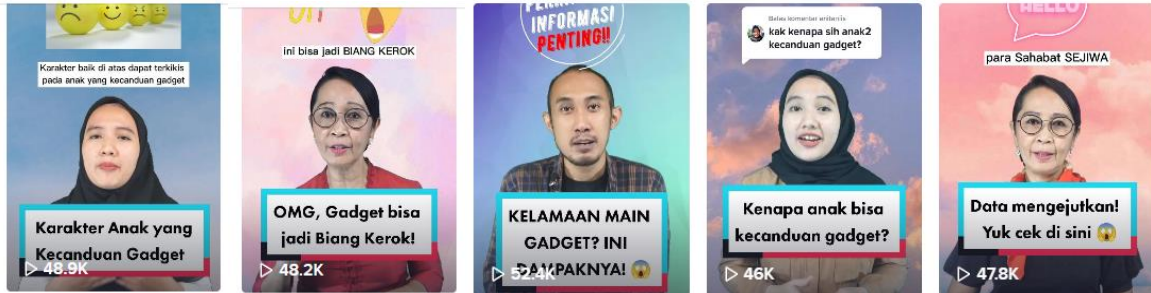 Karakter baik di atas dapat terkikis
pada anak yang kecanduan gadget
Karakter Anak yang
Kecanduan Gadget
48.9K
ini bisa jadi BIANG KEROK
OMG, Gadget bisa
jadi Biang Kerok!
48.2K
INFORMASI
PENTING!!
KELAMAAN MAIN
GADGET? INI
DAMPAKNYA! 😱
52.4K
Balas komentar
kak kenapa sih anak2
kecanduan gadget?
Kenapa anak bisa
kecanduan gadget?
46K
HELLO
para Sahabat SEJIWA
Data mengejutkan!
Yuk cek di sini 😱
47.8K